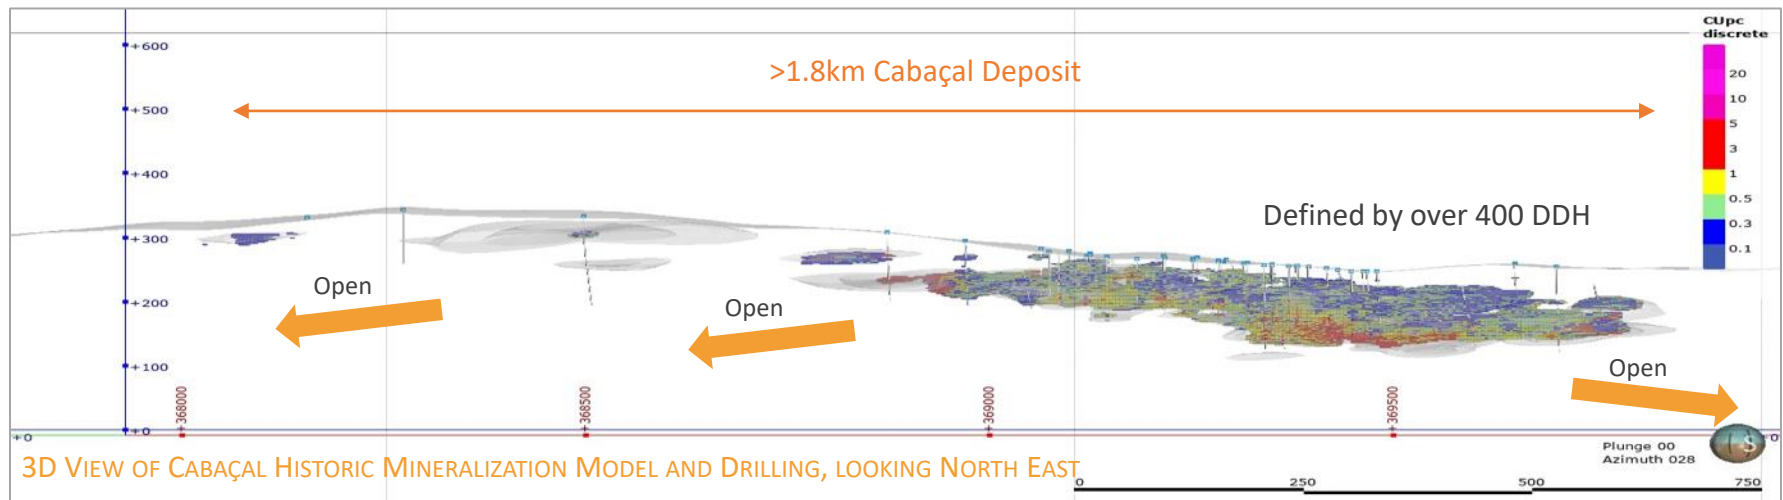 CUpc
discrete
20
10
5
3
1
0.5
0.3
0.1
+600
+500
+400
+300
+200
+100
+0
>1.8km Cabaçal Deposit
Defined by over 400 DDH
Open
Open
Open
+368000
+368500
+369000
+369500
+0
+0
Plunge 00
Azimuth 028
S
3D View of Cabaçal Historic Mineralization Model and Drilling, looking North East
0
250
500
750